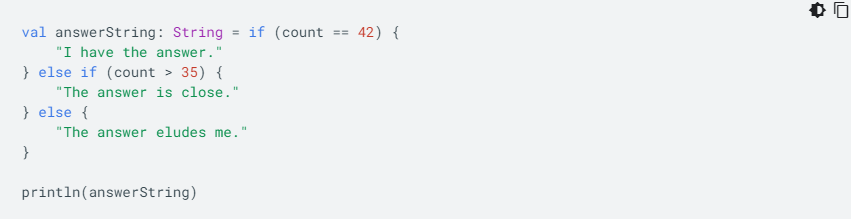 val answerString: String = if (count == 42) {
    "I have the answer."
} else if (count > 35) {
    "The answer is close."
} else {
    "The answer eludes me."
}

println(answerString)